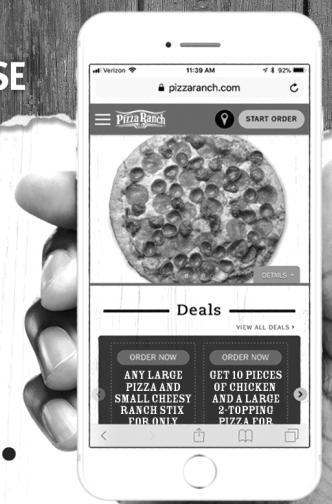 SE
Verizon 11:39 AM 92%
pizzaranch.com
Pizza Ranch
START ORDER
DETAILS
Deals
VIEW ALL DEALS
ORDER NOW
ANY LARGE
PIZZA AND
SMALL CHEESY
RANCH STIX
FOR ONLY
ORDER NOW
GET 10 PIECES
OF CHICKEN
AND A LARGE
2-TOPPING
PIZZA FOR